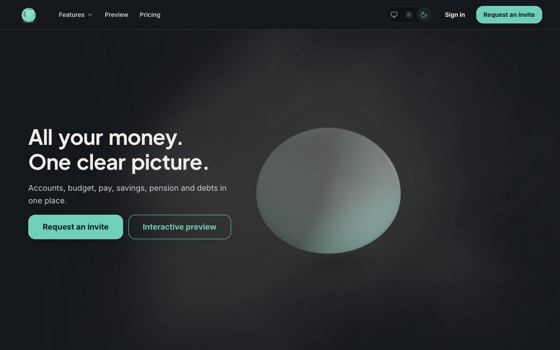 Features
Preview
Pricing
Sign in
Request an invite
All your money.
One clear picture.
Accounts, budget, pay, savings, pension and debts in
one place.
Request an invite
Interactive preview